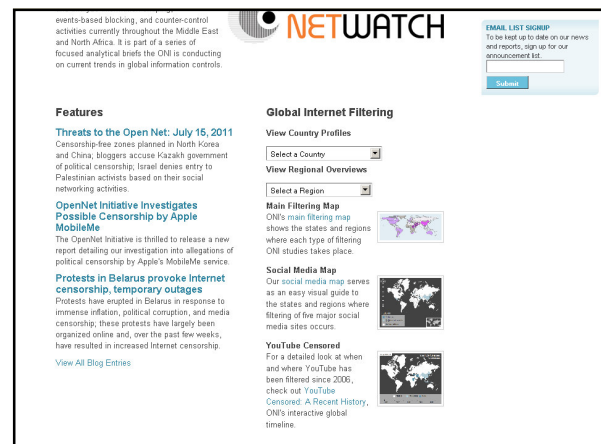 events-based blocking, and counter-control
activities currently throughout the Middle East
and North Africa. It is part of a series of
focused analytical briefs the ONI is conducting
on current trends in global information controls.
NETWATCH
EMAIL LIST SIGNUP
To be kept up to date on our news
and reports, sign up for our
announcement list.
Submit
Features
Threats to the Open Net: July 15, 2011
Censorship-free zones planned in North Korea
and China; bloggers accuse Kazakh government
of political censorship; Israel denies entry to
Palestinian activists based on their social
networking activities.
OpenNet Initiative Investigates
Possible Censorship by Apple
MobileMe
The OpenNet Initiative is thrilled to release a new
report detailing our investigation into allegations of
political censorship by Apple's MobileMe service.
Protests in Belarus provoke Internet
censorship, temporary outages
Protests have erupted in Belarus in response to
immense inflation, political corruption, and media
censorship; these protests have largely been
organized online and, over the past few weeks,
have resulted in increased Internet censorship.
View All Blog Entries
Global Internet Filtering
View Country Profiles
Select a Country
View Regional Overviews
Select a Region
Main Filtering Map
ONI's main filtering map
shows the states and regions
where each type of filtering
ONI studies takes place.
Social Media Map
Our social media map serves
as an easy visual guide to
the states and regions where
filtering of five major social
media sites occurs.
YouTube Censored
For a detailed look at when
and where YouTube has
been filtered since 2006,
check out YouTube
Censored: A Recent History,
ONI's interactive global
timeline.